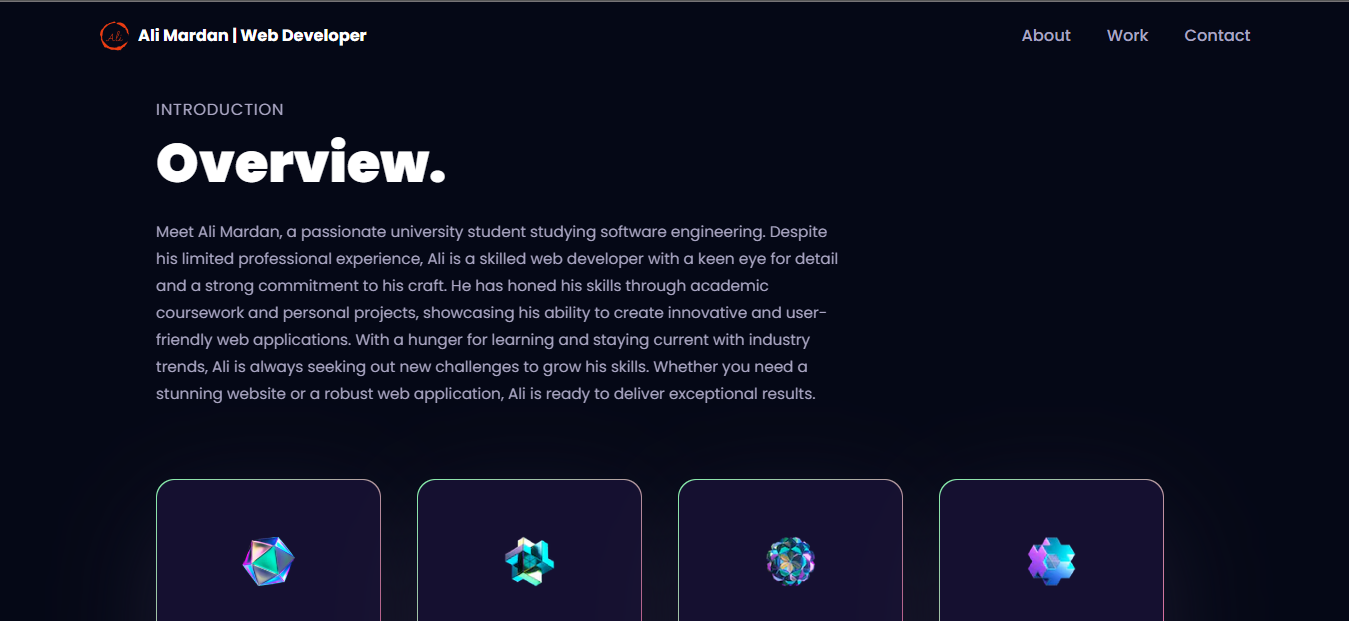 Ali
Ali Mardan | Web Developer
About
Work
Contact
INTRODUCTION
Overview.
Meet Ali Mardan, a passionate university student studying software engineering. Despite
his limited professional experience, Ali is a skilled web developer with a keen eye for detail
and a strong commitment to his craft. He has honed his skills through academic
coursework and personal projects, showcasing his ability to create innovative and user-
friendly web applications. With a hunger for learning and staying current with industry
trends, Ali is always seeking out new challenges to grow his skills. Whether you need a
stunning website or a robust web application, Ali is ready to deliver exceptional results.